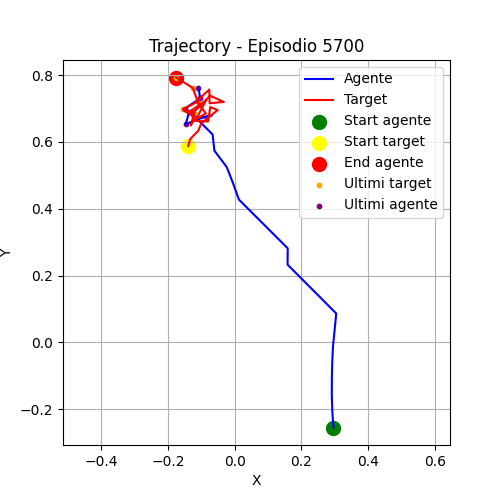 Trajectory - Episodio 5700
Agente
Target
Start agente
Start target
End agente
Ultimi target
Ultimi agente
0.8
0.6
0.4
0.2
0.0
−0.2
Y
−0.4
−0.2
0.0
0.2
0.4
0.6
X